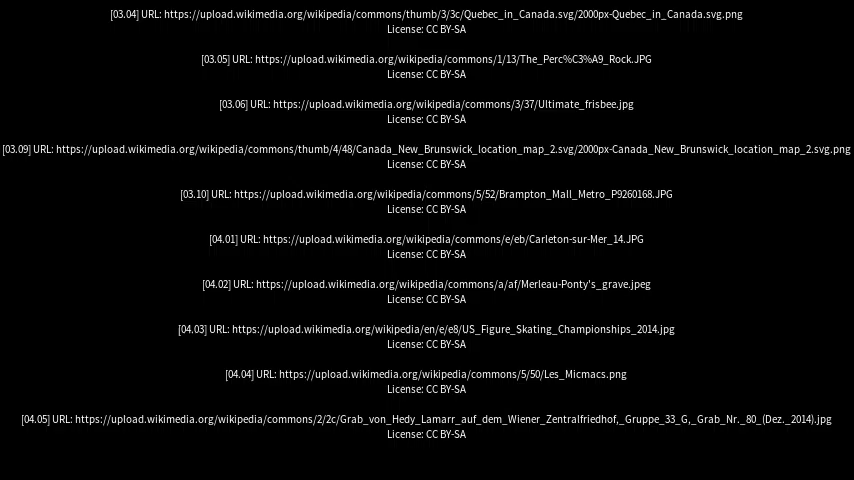 [03.04] URL: https://upload.wikimedia.org/wikipedia/commons/thumb/3/3c/Quebec_in_Canada.svg/2000px-Quebec_in_Canada.svg.png
License: CC BY-SA
[03.05] URL: https://upload.wikimedia.org/wikipedia/commons/1/13/The_Perc%C3%A9_Rock.JPG
License: CC BY-SA
[03.06] URL: https://upload.wikimedia.org/wikipedia/commons/3/37/Ultimate_frisbee.jpg
License: CC BY-SA
[03.09] URL: https://upload.wikimedia.org/wikipedia/commons/thumb/4/48/Canada_New_Brunswick_location_map_2.svg/2000px-Canada_New_Brunswick_location_map_2.svg.png
License: CC BY-SA
[03.10] URL: https://upload.wikimedia.org/wikipedia/commons/5/52/Brampton_Mall_Metro_P9260168.JPG
License: CC BY-SA
[04.01] URL: https://upload.wikimedia.org/wikipedia/commons/e/eb/Carleton-sur-Mer_14.JPG
License: CC BY-SA
[04.02] URL: https://upload.wikimedia.org/wikipedia/commons/a/af/Merleau-Ponty's_grave.jpeg
License: CC BY-SA
[04.03] URL: https://upload.wikimedia.org/wikipedia/en/e/e8/US_Figure_Skating_Championships_2014.jpg
License: CC BY-SA
[04.04] URL: https://upload.wikimedia.org/wikipedia/commons/5/50/Les_Micmacs.png
License: CC BY-SA
[04.05] URL: https://upload.wikimedia.org/wikipedia/commons/2/2c/Grab_von_Hedy_Lamarr_auf_dem_Wiener_Zentralfriedhof,_Gruppe_33_G,_Grab_Nr._80_(Dez._2014).jpg
License: CC BY-SA